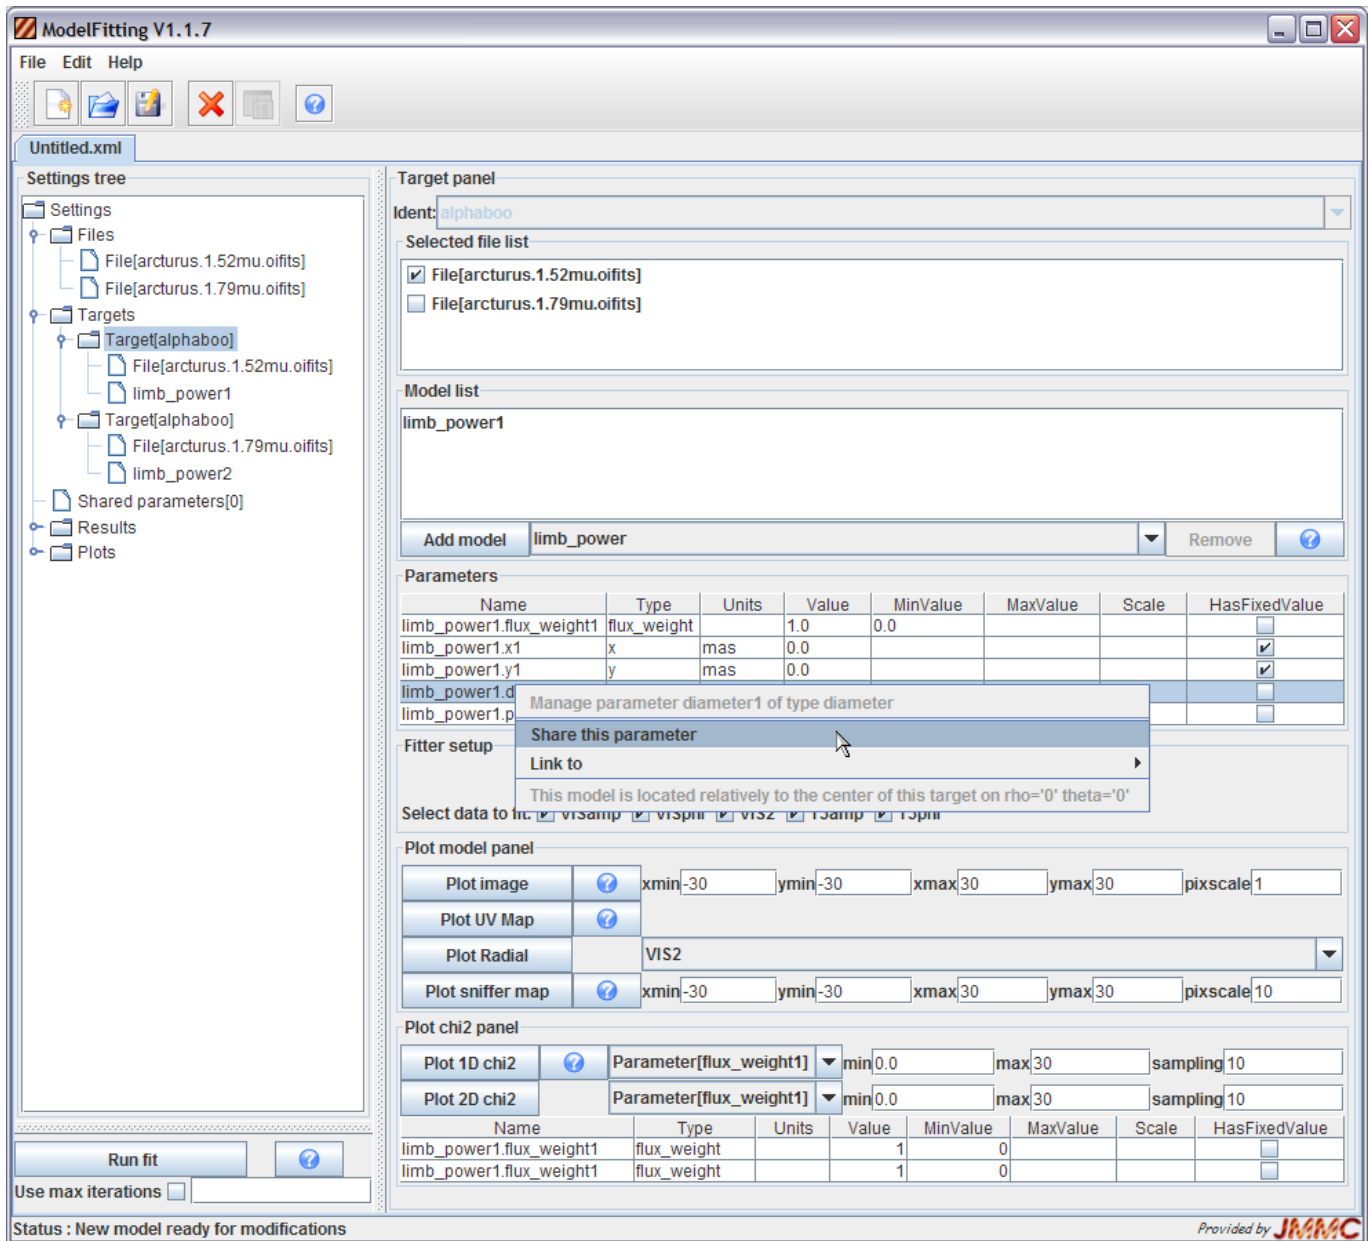 ModelFitting V1.1.7
File Edit Help
Untitled.xml
Settings tree
Settings
Files
File[arcturus.1.52mu.oifits]
File[arcturus.1.79mu.oifits]
Targets
Target[alphaboo]
File[arcturus.1.52mu.oifits]
limb_power1
Target[alphaboo]
File[arcturus.1.79mu.oifits]
limb_power2
Shared parameters[0]
Results
Plots
Run fit
Use max iterations
Target panel
Ident: alphaboo
Selected file list
File[arcturus.1.52mu.oifits]
File[arcturus.1.79mu.oifits]
Model list
limb_power1
Add model limb_power Remove
Parameters
Name Type Units Value MinValue MaxValue Scale HasFixedValue
limb_power1.flux_weight1 flux_weight 1.0 0.0
limb_power1.x1 x mas 0.0
limb_power1.y1 y mas 0.0
limb_power1.d
limb_power1.p
Manage parameter diameter1 of type diameter
Share this parameter
Link to
This model is located relatively to the center of this target on rho='0' theta='0'
Fitter setup
Select data to fit: VISamp VISphi VIS2 T3amp T3phi
Plot model panel
Plot image xmin -30 ymin -30 xmax 30 ymax 30 pixscale 1
Plot UV Map
Plot Radial VIS2
Plot sniffer map xmin -30 ymin -30 xmax 30 ymax 30 pixscale 10
Plot chi2 panel
Plot 1D chi2 Parameter[flux_weight1] min 0.0 max 30 sampling 10
Plot 2D chi2 Parameter[flux_weight1] min 0.0 max 30 sampling 10
Name Type Units Value MinValue MaxValue Scale HasFixedValue
limb_power1.flux_weight1 flux_weight 1 0
limb_power1.flux_weight1 flux_weight 1 0
Status : New model ready for modifications
Provided by JMMC